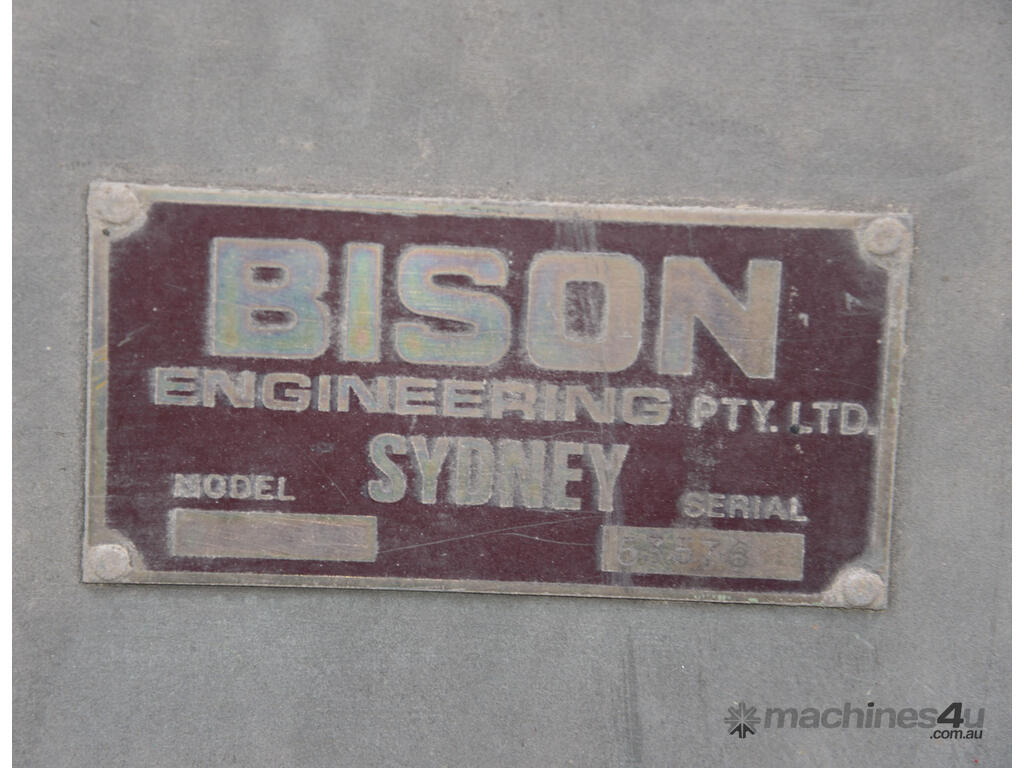 BISON
ENGINEERING PTY. LTD.
SYDNEY
MODEL
SERIAL
machines4u
.com.au